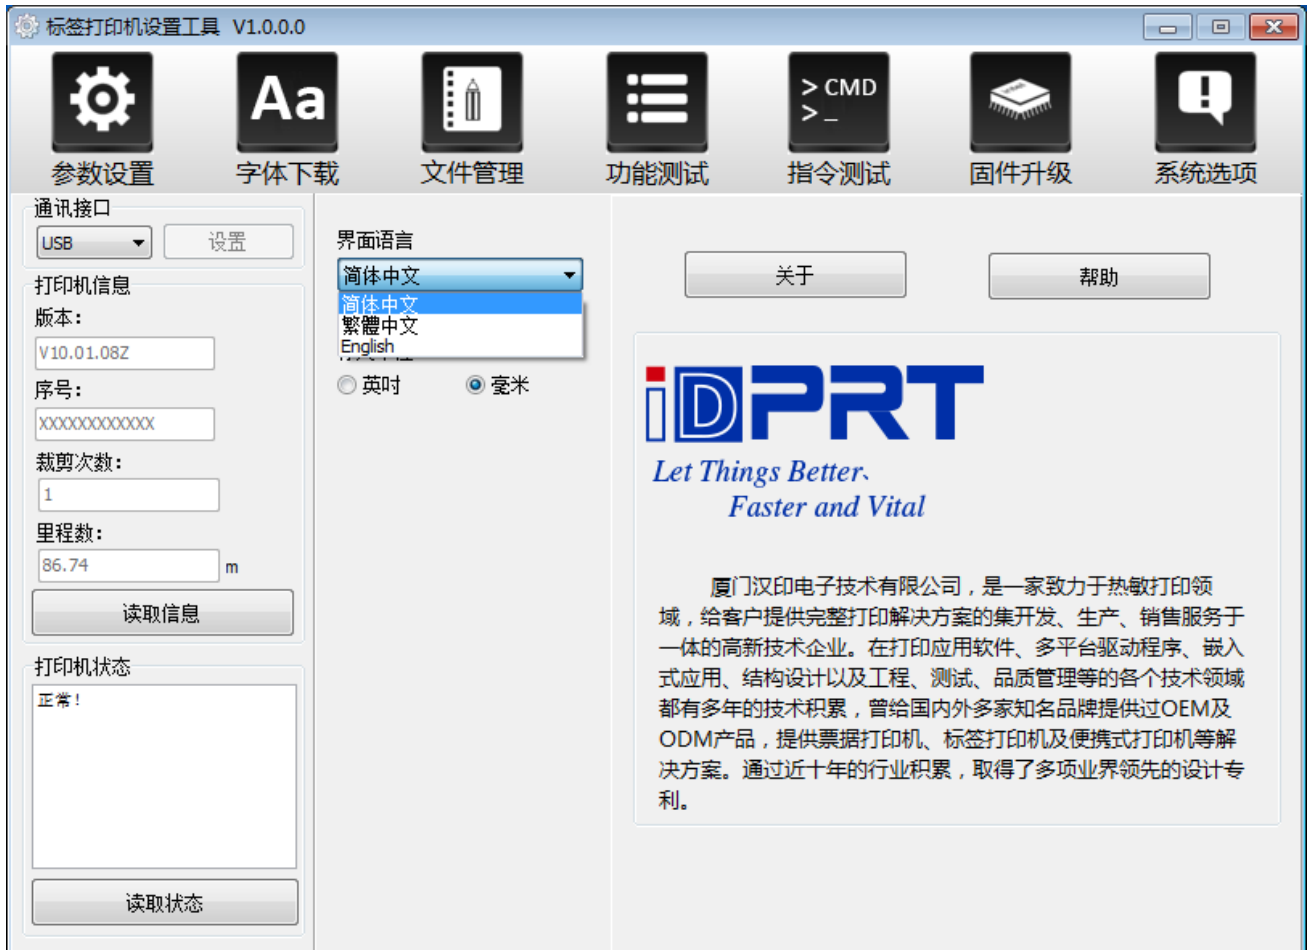 标签打印机设置工具 V1.0.0.0
Aa
> CMD
> _
参数设置
字体下载
文件管理
功能测试
指令测试
固件升级
系统选项
通讯接口
USB
设置
打印机信息
版本:
V10.01.08Z
序号:
XXXXXXXXXXXX
裁剪次数:
1
里程数:
86.74
m
读取信息
打印机状态
正常!
读取状态
界面语言
简体中文
简体中文
繁體中文
English
英吋
毫米
关于
帮助
iDPRT
Let Things Better、
Faster and Vital
厦门汉印电子技术有限公司，是一家致力于热敏打印领
域，给客户提供完整打印解决方案的集开发、生产、销售服务于
一体的高新技术企业。在打印应用软件、多平台驱动程序、嵌入
式应用、结构设计以及工程、测试、品质管理等的各个技术领域
都有多年的技术积累，曾给国内外多家知名品牌提供过OEM及
ODM产品，提供票据打印机、标签打印机及便携式打印机等解
决方案。通过近十年的行业积累，取得了多项业界领先的设计专
利。